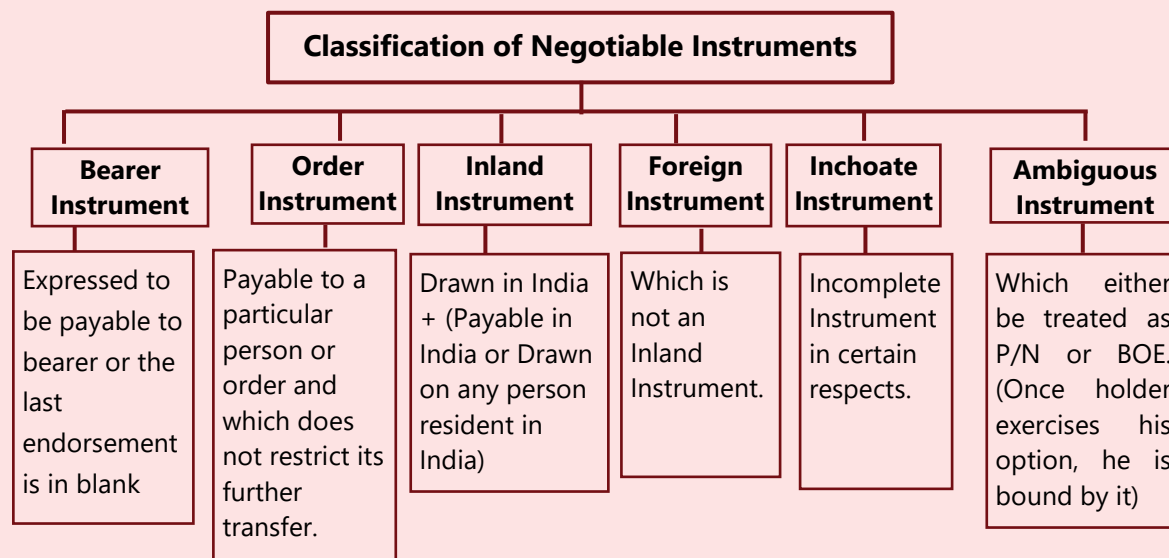 Classification of Negotiable Instruments
Bearer
Instrument
Order
Instrument
Inland
Instrument
Foreign
Instrument
Inchoate
Instrument
Ambiguous
Instrument
Expressed to
be payable to
bearer or the
last
endorsement
is in blank
Payable to a
particular
person or
order and
which does
not restrict its
further
transfer.
Drawn in India
+ (Payable in
India or Drawn
on any person
resident in
India)
Which is
not an
Inland
Instrument.
Incomplete
Instrument
in certain
respects.
Which either
be treated as
P/N or BOE.
(Once holder
exercises his
option, he is
bound by it)